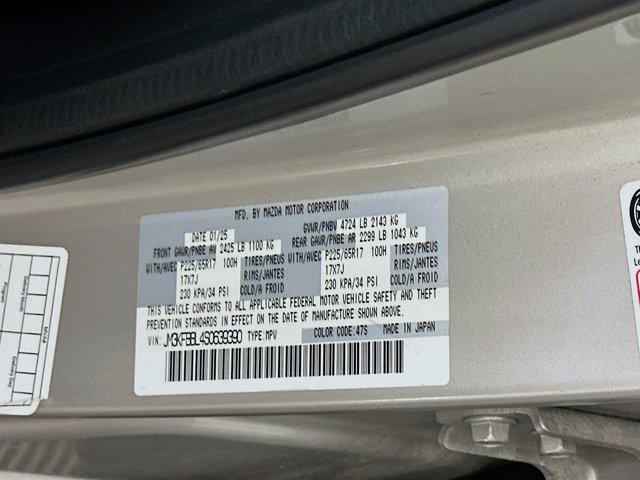 MFD. BY MAZDA MOTOR CORPORATION
DATE 01/25 GVWR/PNBV 4724 LB 2143 KG
FRONT GAWR/PNBE AV 2425 LB 1100 KG REAR GAWR/PNBE AR 2299 LB 1043 KG
WITH/AVEC P225/65R17 100H TIRES/PNEUS WITH/AVEC P225/65R17 100H TIRES/PNEUS
17X7J RIMS/JANTES 17X7J RIMS/JANTES
230 KPA/34 PSI COLD/A FROID 230 KPA/34 PSI COLD/A FROID
THIS VEHICLE CONFORMS TO ALL APPLICABLE FEDERAL MOTOR VEHICLE SAFETY AND THEFT
PREVENTION STANDARDS IN EFFECT ON THE DATE OF MANUFACTURE SHOWN ABOVE.
VIN: JM3KFBBL4S0639390 TYPE:MPV COLOR CODE:47S MADE IN JAPAN